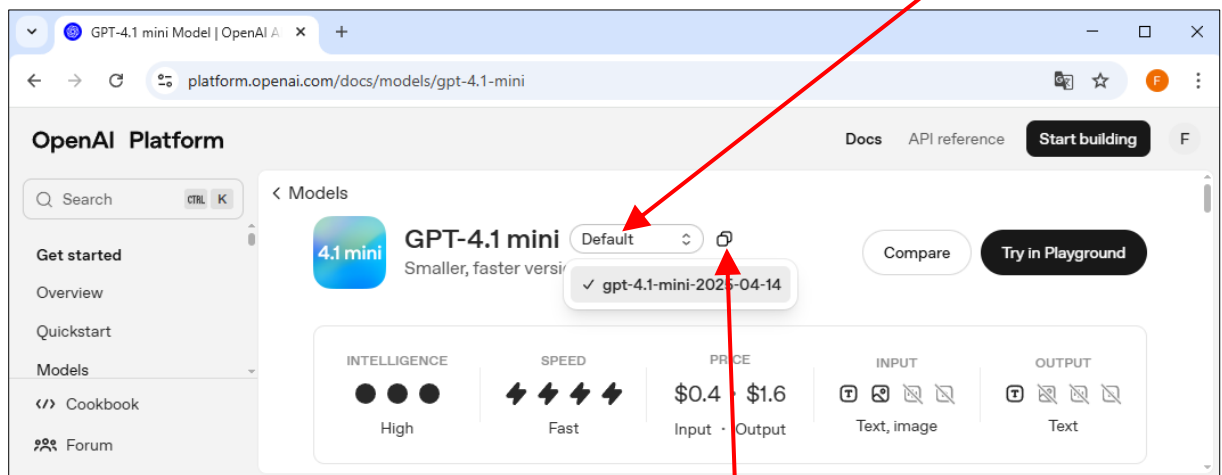 GPT-4.1 mini Model | OpenAI A
platform.openai.com/docs/models/gpt-4.1-mini
F
OpenAI Platform
Docs API reference Start building F
Search CTRL K
Models
4.1 mini
GPT-4.1 mini Default
Smaller, faster versi
gpt-4.1-mini-2025-04-14
Compare Try in Playground
Get started
Overview
Quickstart
Models
Cookbook
Forum
INTELLIGENCE
High
SPEED
Fast
PRICE
$0.4 · $1.6
Input · Output
INPUT
Text, image
OUTPUT
Text